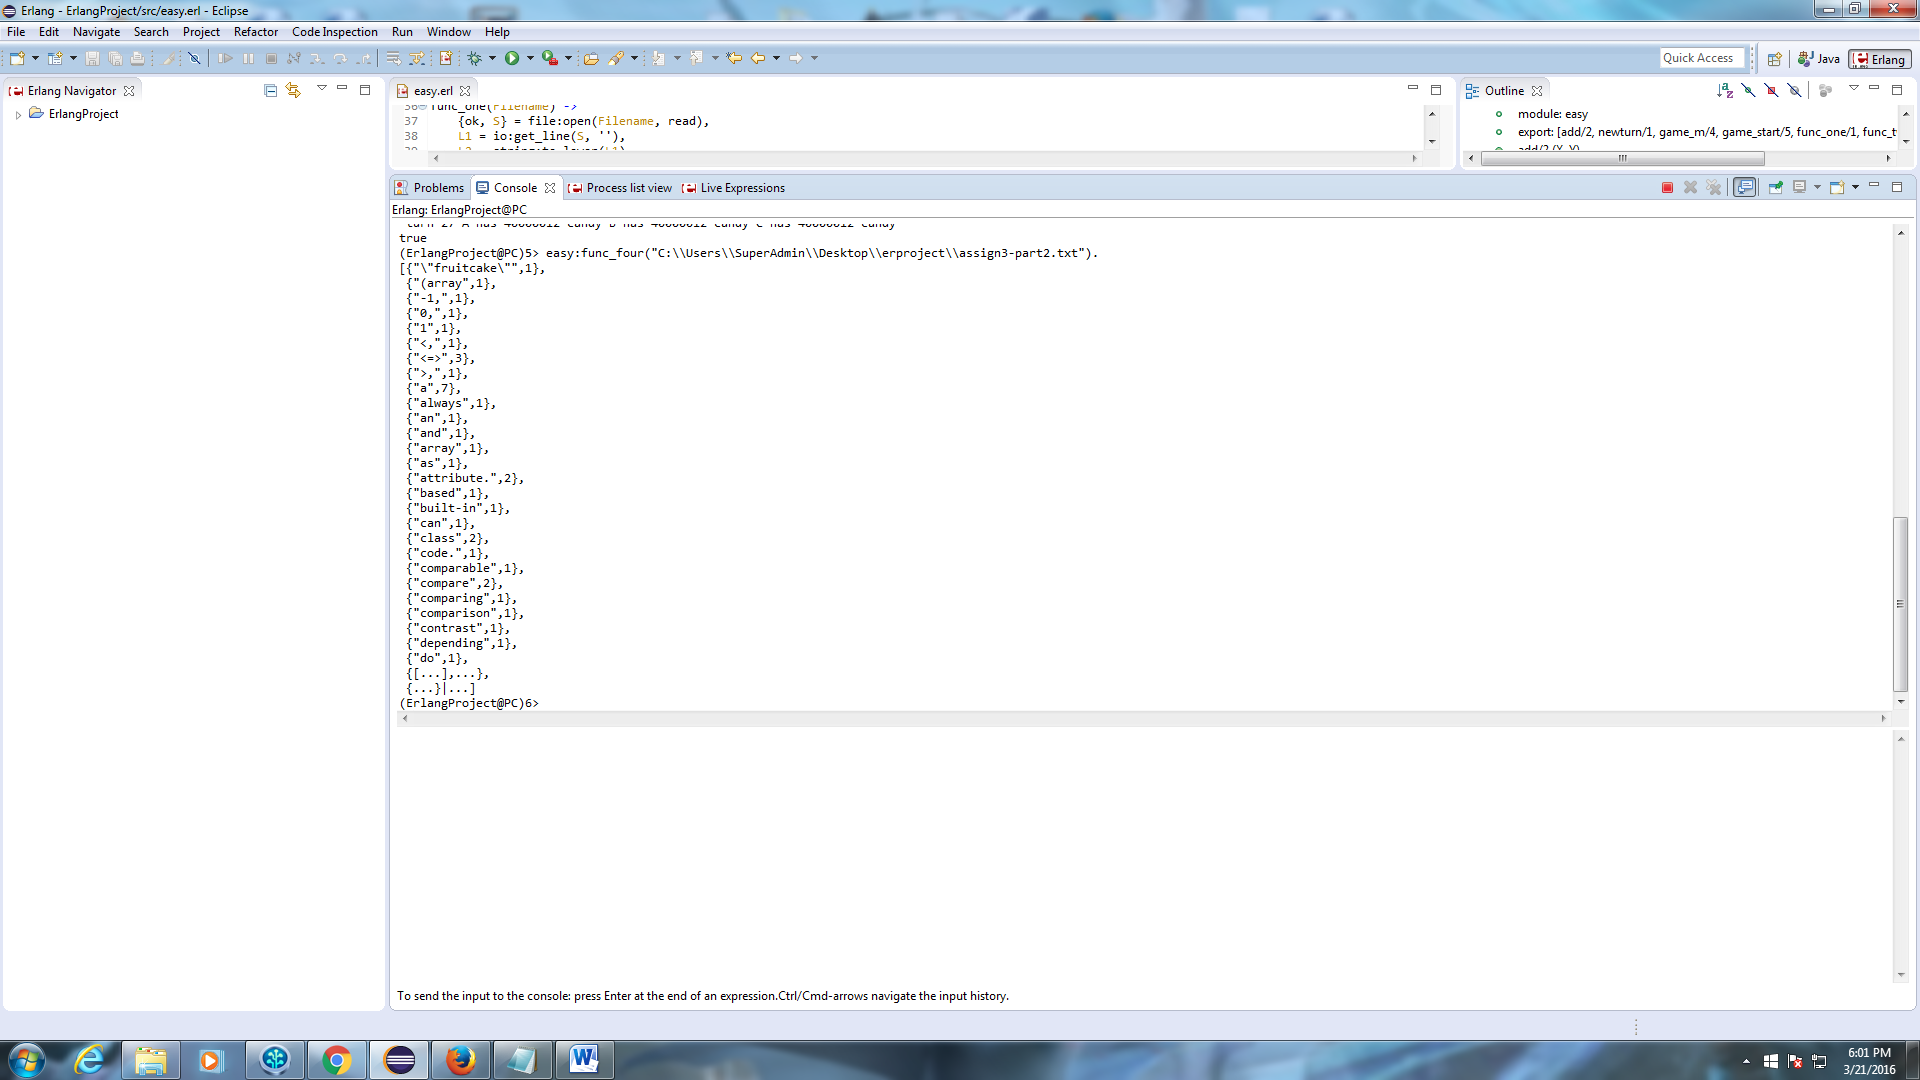 Erlang - ErlangProject/src/easy.erl - Eclipse
File Edit Navigate Search Project Refactor Code Inspection Run Window Help
Quick Access Java Erlang
Erlang Navigator
ErlangProject
easy.erl
36 func_one(Filename) ->
37 {ok, S} = file:open(Filename, read),
38 L1 = io:get_line(S, ''),
Outline
module: easy
export: [add/2, newturn/1, game_m/4, game_start/5, func_one/1, func_t
add/2 (X, Y)
Problems Console Process list view Live Expressions
Erlang: ErlangProject@PC
true
(ErlangProject@PC)5> easy:func_four("C:\\Users\\SuperAdmin\\Desktop\\erproject\\assign3-part2.txt").
[{"\"fruitcake\"",1},
{"(array",1},
{"-1,",1},
{"0,",1},
{"1",1},
{"<,",1},
{"<=>",3},
{">,",1},
{"a",7},
{"always",1},
{"an",1},
{"and",1},
{"array",1},
{"as",1},
{"attribute.",2},
{"based",1},
{"built-in",1},
{"can",1},
{"class",2},
{"code.",1},
{"comparable",1},
{"compare",2},
{"comparing",1},
{"comparison",1},
{"contrast",1},
{"depending",1},
{"do",1},
{[...],...},
{...}|...]
(ErlangProject@PC)6>
To send the input to the console: press Enter at the end of an expression.Ctrl/Cmd-arrows navigate the input history.
6:01 PM
3/21/2016